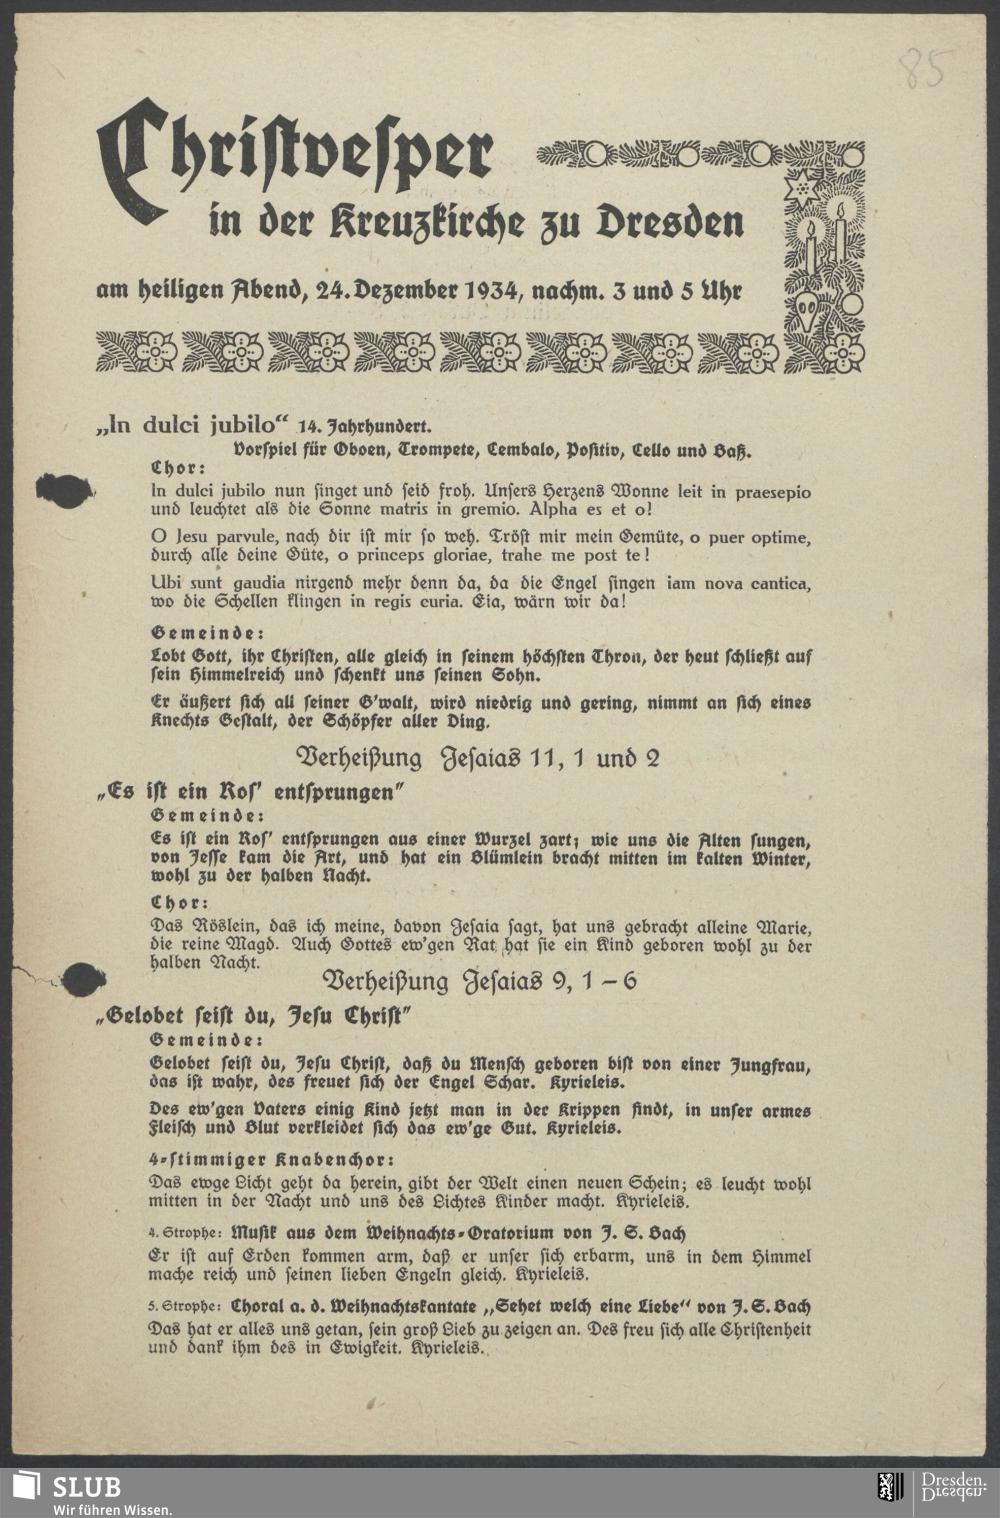 85
Christvesper
in der Kreuzkirche zu Dresden
am heiligen Abend, 24. Dezember 1934, nachm. 3 und 5 Uhr
„In dulci jubilo“ 14. Jahrhundert.
Vorspiel für Oboen, Trompete, Cembalo, Positiv, Cello und Baß.
Chor:
In dulci jubilo nun singet und seid froh. Unsers Herzens Wonne leit in praesepio
und leuchtet als die Sonne matris in gremio. Alpha es et o!
O Jesu parvule, nach dir ist mir so weh. Tröst mir mein Gemüte, o puer optime,
durch alle deine Güte, o princeps gloriae, trahe me post te!
Ubi sunt gaudia nirgend mehr denn da, da die Engel singen iam nova cantica,
wo die Schellen klingen in regis curia. Eia, wärn wir da!
Gemeinde:
Lobt Gott, ihr Christen, alle gleich in seinem höchsten Thron, der heut schließt auf
sein Himmelreich und schenkt uns seinen Sohn.
Er äußert sich all seiner G'walt, wird niedrig und gering, nimmt an sich eines
Knechts Gestalt, der Schöpfer aller Ding.
Verheißung Jesaias 11, 1 und 2
„Es ist ein Ros' entsprungen"
Gemeinde:
Es ist ein Ros' entsprungen aus einer Wurzel zart; wie uns die Alten sungen,
von Jesse kam die Art, und hat ein Blümlein bracht mitten im kalten Winter,
wohl zu der halben Nacht.
Chor:
Das Röslein, das ich meine, davon Jesaia sagt, hat uns gebracht alleine Marie,
die reine Magd. Auch Gottes ew'gen Rat hat sie ein Kind geboren wohl zu der
halben Nacht.
Verheißung Jesaias 9, 1 – 6
„Gelobet seist du, Jesu Christ"
Gemeinde:
Gelobet seist du, Jesu Christ, daß du Mensch geboren bist von einer Jungfrau,
das ist wahr, des freuet sich der Engel Schar. Kyrieleis.
Des ew'gen Vaters einig Kind jetzt man in der Krippen findt, in unser armes
Fleisch und Blut verkleidet sich das ew'ge Gut. Kyrieleis.
4-stimmiger Knabenchor:
Das ewge Licht geht da herein, gibt der Welt einen neuen Schein; es leucht wohl
mitten in der Nacht und uns des Lichtes Kinder macht. Kyrieleis.
4. Strophe: Musik aus dem Weihnachts-Oratorium von J. S. Bach
Er ist auf Erden kommen arm, daß er unser sich erbarm, uns in dem Himmel
mache reich und seinen lieben Engeln gleich. Kyrieleis.
5. Strophe: Choral a. d. Weihnachtskantate „Sehet welch eine Liebe“ von J. S. Bach
Das hat er alles uns getan, sein groß Lieb zu zeigen an. Des freu sich alle Christenheit
und dank ihm des in Ewigkeit. Kyrieleis.
SLUB
Wir führen Wissen.
Dresden.
Dresden.